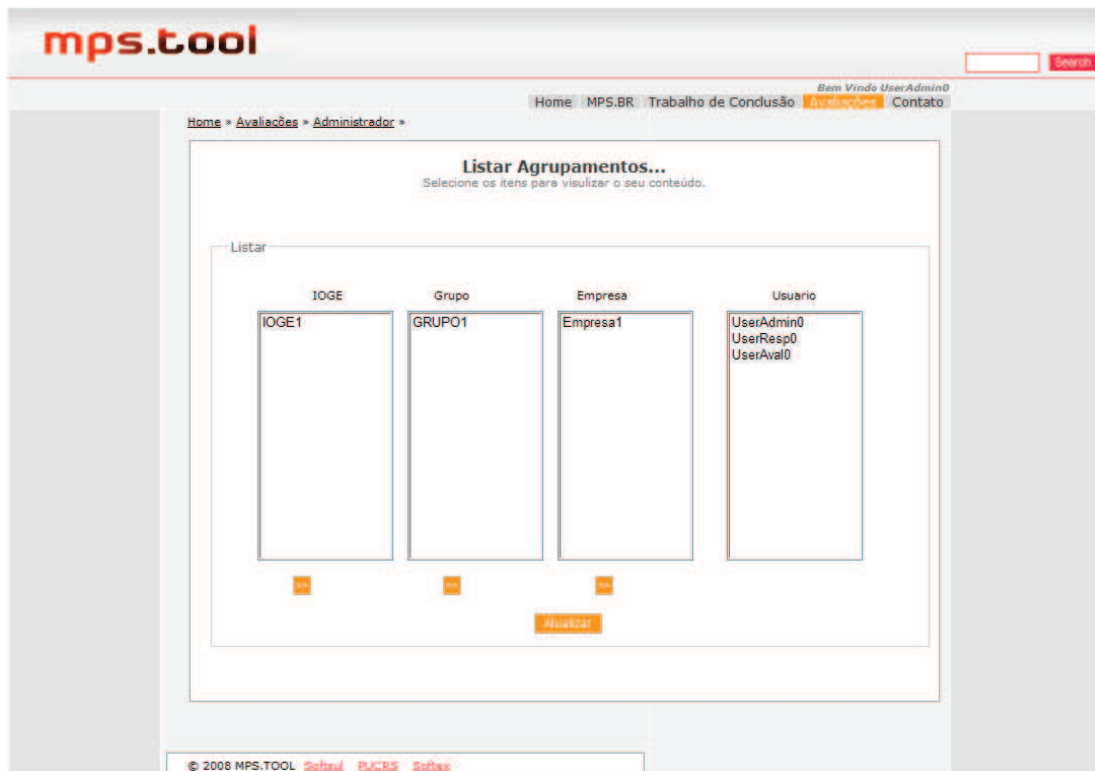 mps.tool
Search
Bem Vindo UserAdmin0
Home MPS.BR Trabalho de Conclusão Avaliações Contato
Home » Avaliacões » Administrador »
Listar Agrupamentos...
Selecione os itens para visulizar o seu conteúdo.
Listar
IOGE Grupo Empresa Usuario
IOGE1 GRUPO1 Empresa1 UserAdmin0
UserResp0
UserAval0
>> >> >>
Atualizar
© 2008 MPS.TOOL Softsul PUCRS Softex